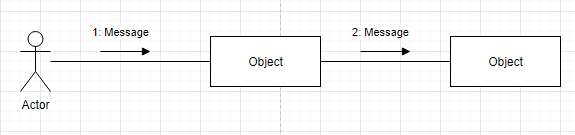 1: Message
2: Message
Object
Object
Actor